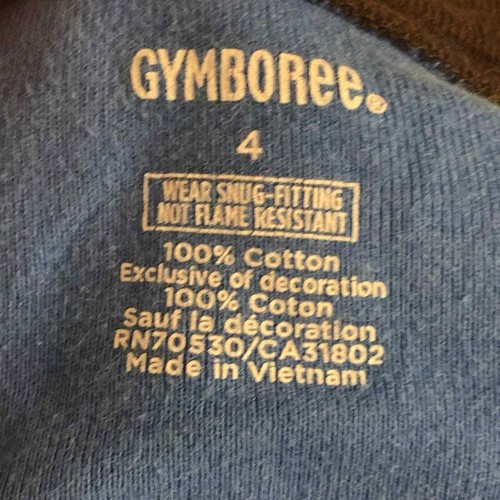 GYMBOREE®
4
WEAR SNUG-FITTING
NOT FLAME RESISTANT
100% Cotton
Exclusive of decoration
100% Coton
Sauf la décoration
RN70530/CA31802
Made in Vietnam